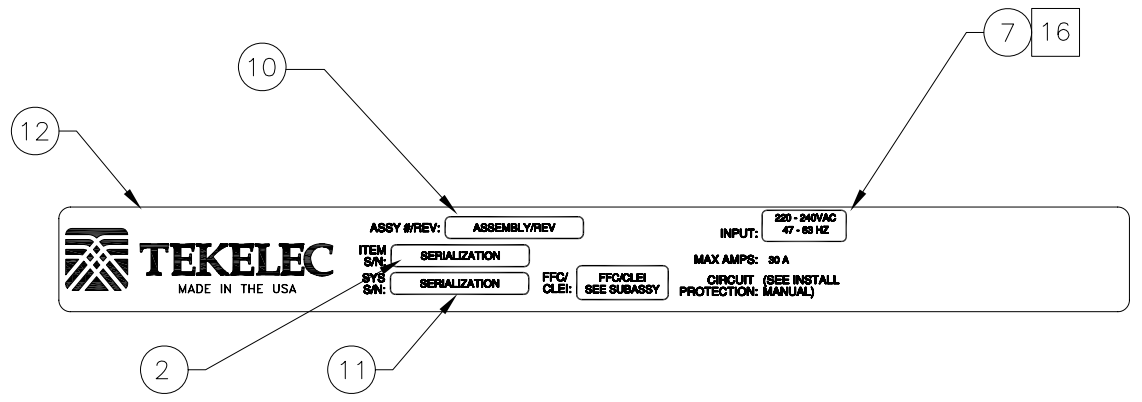 7 16
10
12
220 - 240VAC
47 - 63 HZ
ASSY #/REV: ASSEMBLY/REV
INPUT:
ITEM
S/N: SERIALIZATION
TEKELEC
MADE IN THE USA
SYS
S/N: SERIALIZATION
FFC/
CLEI:
FFC/CLEI
SEE SUBASSY
MAX AMPS: 30 A
CIRCUIT (SEE INSTALL
PROTECTION: MANUAL)
2
11